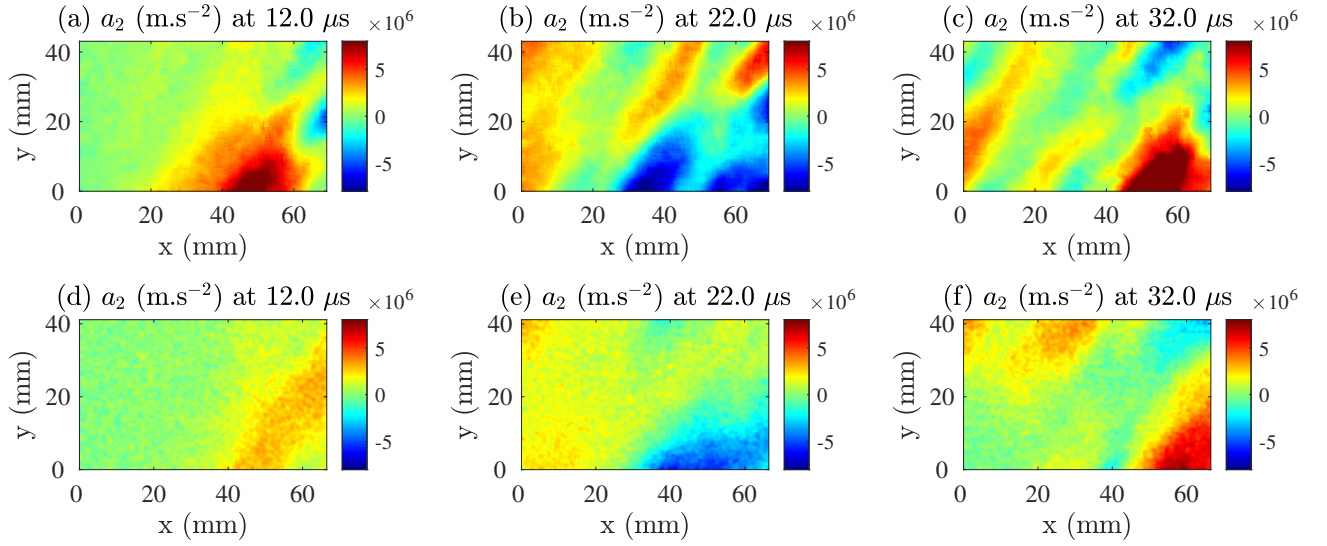 (a) a₂ (m.s⁻²) at 12.0 μs ×10⁶
(b) a₂ (m.s⁻²) at 22.0 μs ×10⁶
(c) a₂ (m.s⁻²) at 32.0 μs ×10⁶
40
20
0
y (mm)
0 20 40 60
x (mm)
5
0
-5
40
20
0
y (mm)
0 20 40 60
x (mm)
5
0
-5
40
20
0
y (mm)
0 20 40 60
x (mm)
5
0
-5
(d) a₂ (m.s⁻²) at 12.0 μs ×10⁶
(e) a₂ (m.s⁻²) at 22.0 μs ×10⁶
(f) a₂ (m.s⁻²) at 32.0 μs ×10⁶
40
20
0
y (mm)
0 20 40 60
x (mm)
5
0
-5
40
20
0
y (mm)
0 20 40 60
x (mm)
5
0
-5
40
20
0
y (mm)
0 20 40 60
x (mm)
5
0
-5